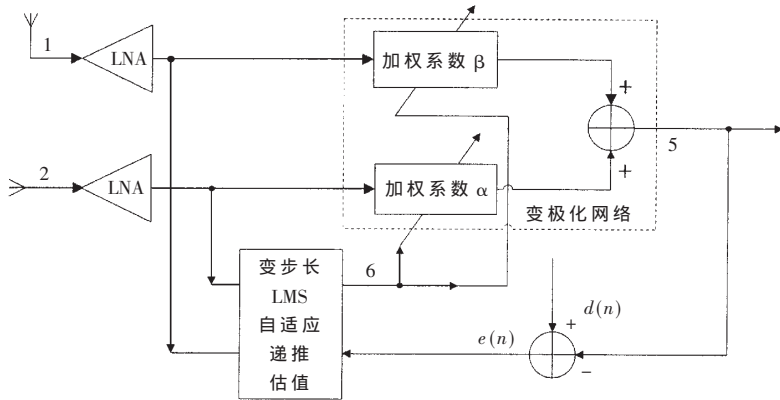 1
LNA
加权系数 β
+
5
+
2
LNA
加权系数 α
变极化网络
变步长
LMS
自适应
递推
估值
6
d(n)
+
e(n)
−